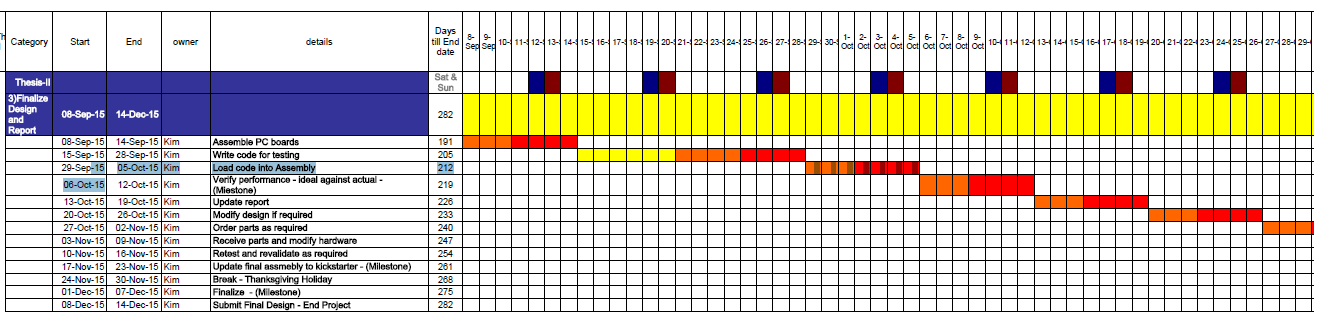 Category Start End owner details Days till End date 8-Sep 9-Sep 10- 11- 12- 13- 14- 15- 16- 17- 18- 19- 20- 21- 22- 23- 24- 25- 26- 27- 28- 29- 30- 1-Oct 2-Oct 3-Oct 4-Oct 5-Oct 6-Oct 7-Oct 8-Oct 9-Oct 10- 11- 12- 13- 14- 15- 16- 17- 18- 19- 20- 21- 22- 23- 24- 25- 26- 27- 28- 29-
Thesis-II Sat & Sun
3)Finalize Design and Report 08-Sep-15 14-Dec-15 282
08-Sep-15 14-Sep-15 Kim Assemble PC boards 191
15-Sep-15 28-Sep-15 Kim Write code for testing 205
29-Sep-15 05-Oct-15 Kim Load code into Assembly 212
06-Oct-15 12-Oct-15 Kim Verify performance - ideal against actual - (Miestone) 219
13-Oct-15 19-Oct-15 Kim Update report 226
20-Oct-15 26-Oct-15 Kim Modify design if required 233
27-Oct-15 02-Nov-15 Kim Order parts as required 240
03-Nov-15 09-Nov-15 Kim Receive parts and modify hardware 247
10-Nov-15 16-Nov-15 Kim Retest and revalidate as required 254
17-Nov-15 23-Nov-15 Kim Update final assmebly to kickstarter - (Milestone) 261
24-Nov-15 30-Nov-15 Kim Break - Thanksgiving Holiday 268
01-Dec-15 07-Dec-15 Kim Finalize - (Milestone) 275
08-Dec-15 14-Dec-15 Kim Submit Final Design - End Project 282